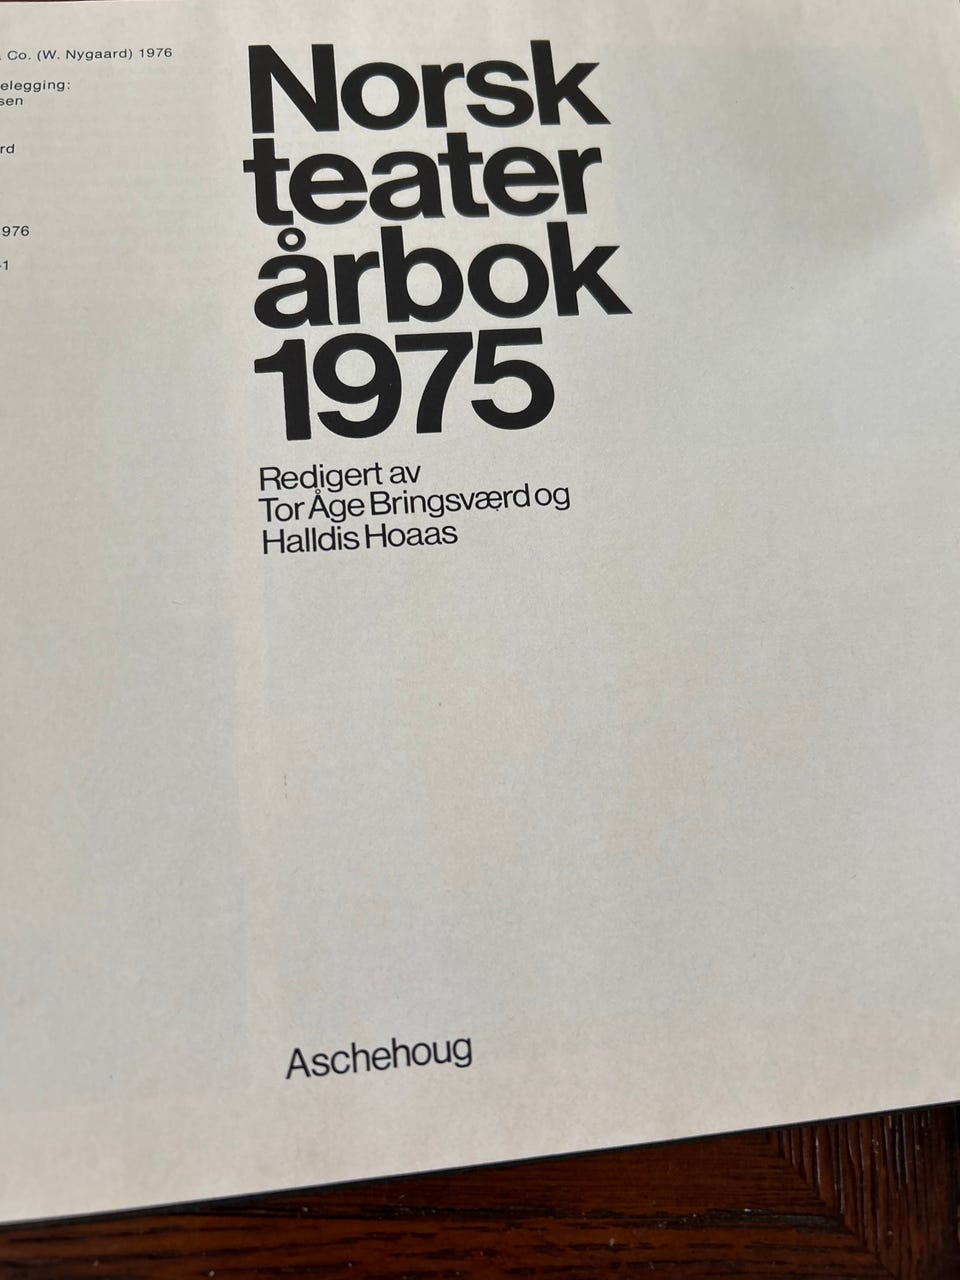 Co. (W. Nygaard) 1976
elegging:
sen
rd
976
-1
Norsk
teater
årbok
1975
Redigert av
Tor Åge Bringsværd og
Halldis Hoaas
Aschehoug